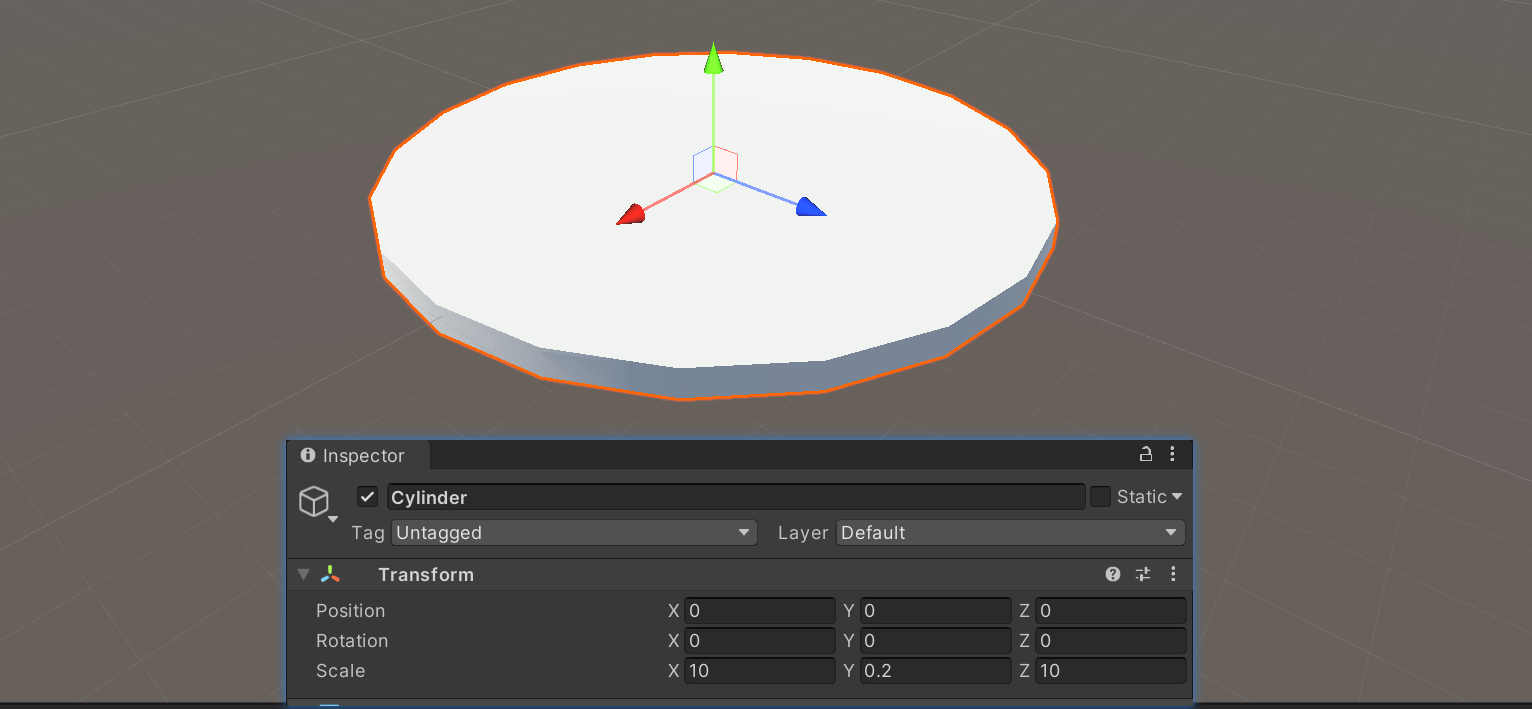 Inspector
Cylinder Static
Tag Untagged Layer Default
Transform
Position X 0 Y 0 Z 0
Rotation X 0 Y 0 Z 0
Scale X 10 Y 0.2 Z 10